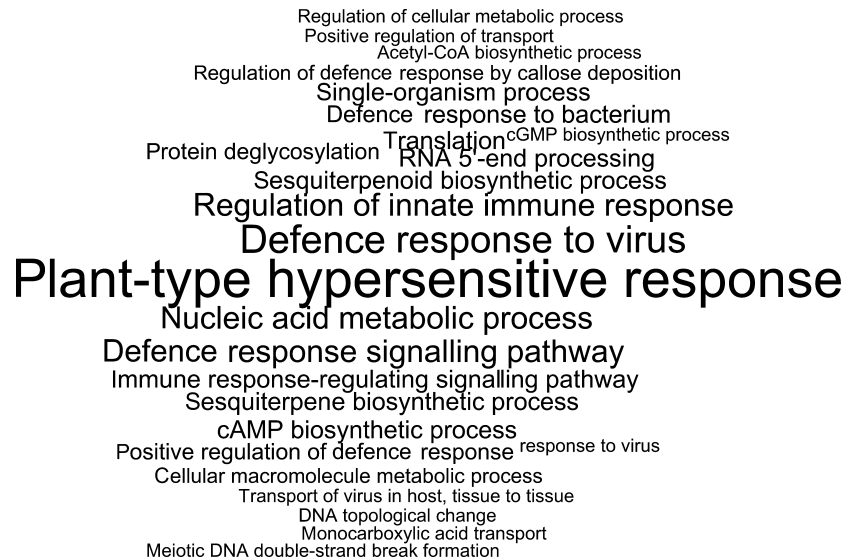 Regulation of cellular metabolic process
Positive regulation of transport
Acetyl-CoA biosynthetic process
Regulation of defence response by callose deposition
Single-organism process
Defence response to bacterium
Translation
cGMP biosynthetic process
Protein deglycosylation
RNA 5'-end processing
Sesquiterpenoid biosynthetic process
Regulation of innate immune response
Defence response to virus
Plant-type hypersensitive response
Nucleic acid metabolic process
Defence response signalling pathway
Immune response-regulating signalling pathway
Sesquiterpene biosynthetic process
cAMP biosynthetic process
Positive regulation of defence response
response to virus
Cellular macromolecule metabolic process
Transport of virus in host, tissue to tissue
DNA topological change
Monocarboxylic acid transport
Meiotic DNA double-strand break formation